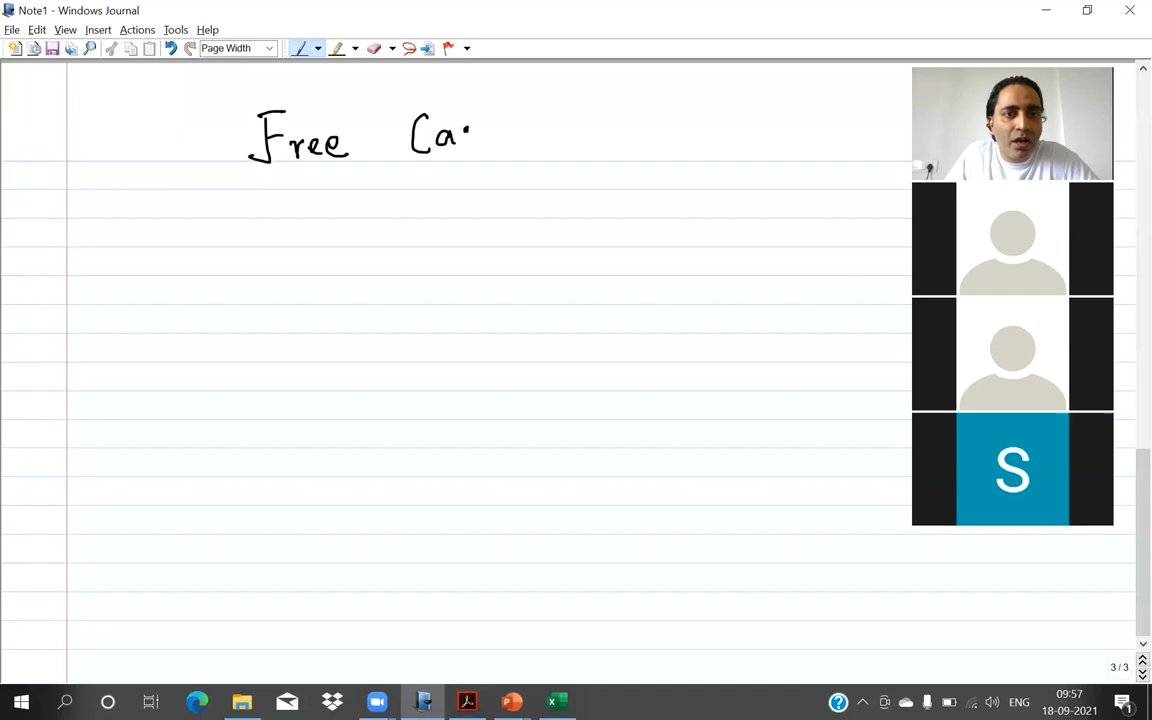 Note1 - Windows Journal
File Edit View Insert Actions Tools Help
Page Width
Free Ca
S
3 / 3
ENG
09:57
18-09-2021
1